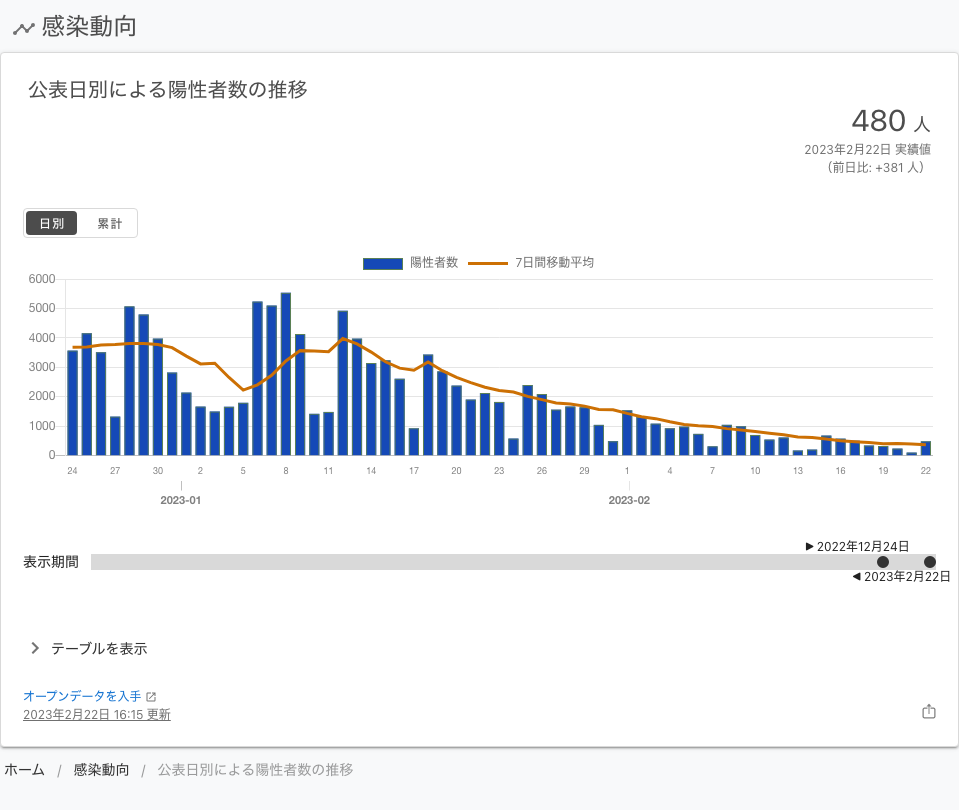 感染動向
公表日別による陽性者数の推移
480 人
2023年2月22日 実績値
（前日比: +381 人）
日別 累計
陽性者数 7日間移動平均
6000
5000
4000
3000
2000
1000
0
24 27 30 2 5 8 11 14 17 20 23 26 29 1 4 7 10 13 16 19 22
2023-01 2023-02
▶ 2022年12月24日
表示期間
◀ 2023年2月22日
テーブルを表示
オープンデータを入手
2023年2月22日 16:15 更新
ホーム / 感染動向 / 公表日別による陽性者数の推移